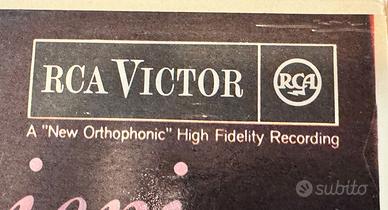 RCA VICTOR RCA
A "New Orthophonic" High Fidelity Recording
subito